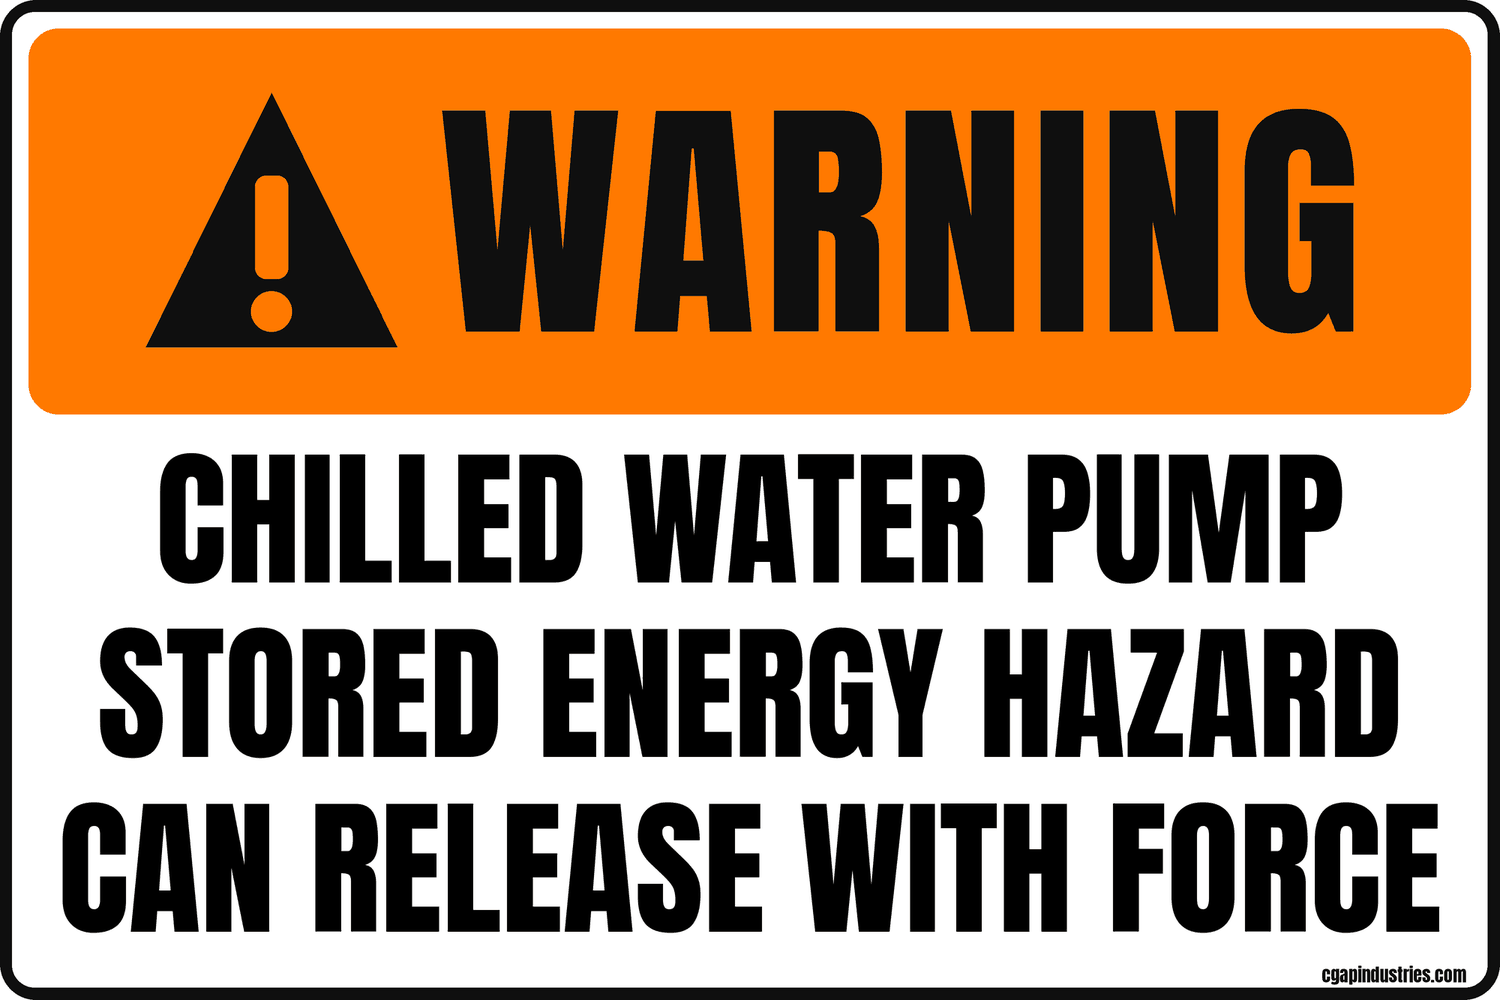 WARNING
CHILLED WATER PUMP
STORED ENERGY HAZARD
CAN RELEASE WITH FORCE
cgapindustries.com